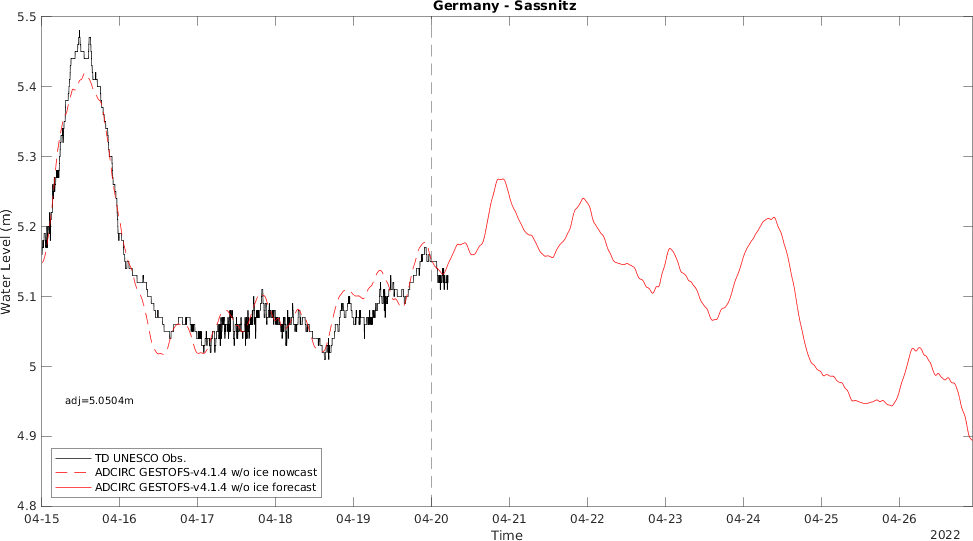 Germany - Sassnitz
5.5
5.4
5.3
5.2
5.1
5
4.9
4.8
Water Level (m)
adj=5.0504m
TD UNESCO Obs.
ADCIRC GESTOFS-v4.1.4 w/o ice nowcast
ADCIRC GESTOFS-v4.1.4 w/o ice forecast
04-15 04-16 04-17 04-18 04-19 04-20 04-21 04-22 04-23 04-24 04-25 04-26
Time
2022